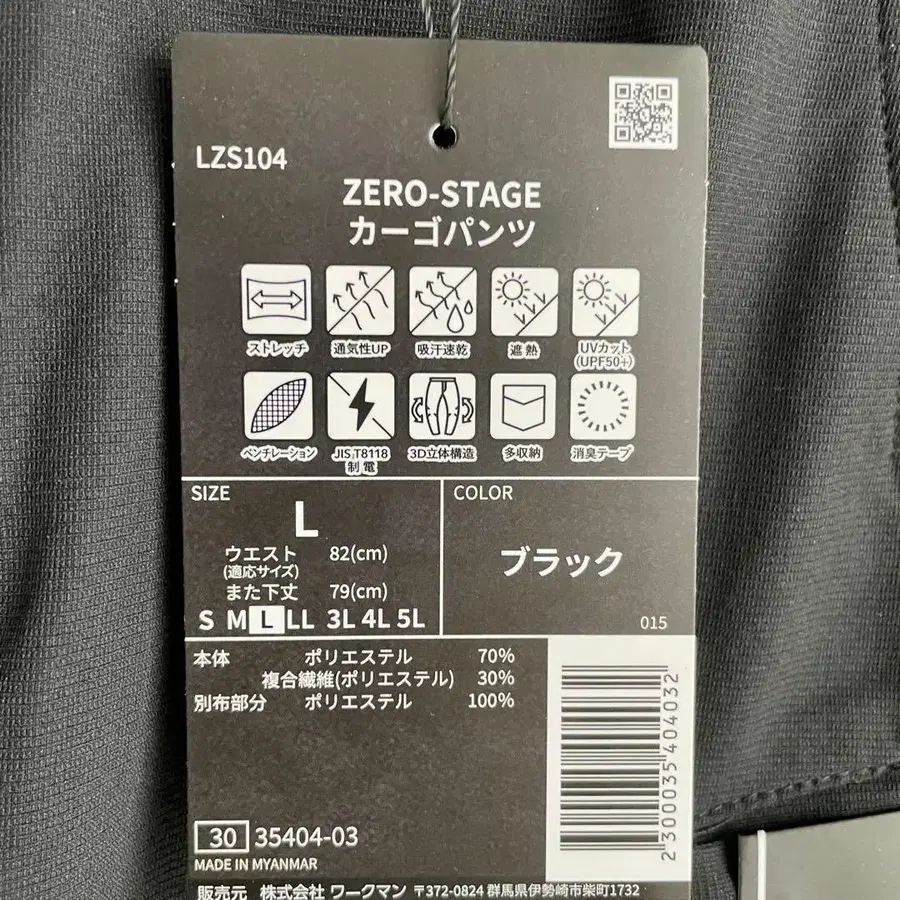 LZS104
ZERO-STAGE
カーゴパンツ
ストレッチ 通気性UP 吸汗速乾 遮熱 UVカット
(UPF50+)
ベンチレーション JIS T8118 3D立体構造 多収納 消臭テープ
制電
SIZE
L
ウエスト 82(cm)
(適応サイズ)
また下丈 79(cm)
S M L LL 3L 4L 5L
COLOR
ブラック
015
本体 ポリエステル 70%
複合繊維(ポリエステル) 30%
別布部分 ポリエステル 100%
2300035404032
30 35404-03
MADE IN MYANMAR
販売元 株式会社 ワークマン 〒372-0824 群馬県伊勢崎市柴町1732